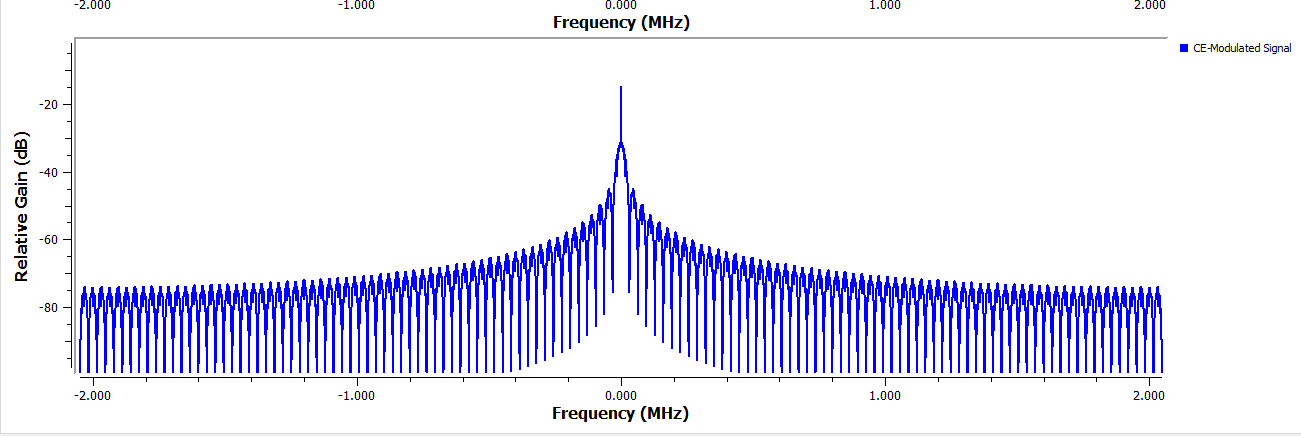 -2.000 -1.000 0.000 1.000 2.000
Frequency (MHz)
CE-Modulated Signal
Relative Gain (dB)
-20
-40
-60
-80
-2.000 -1.000 0.000 1.000 2.000
Frequency (MHz)